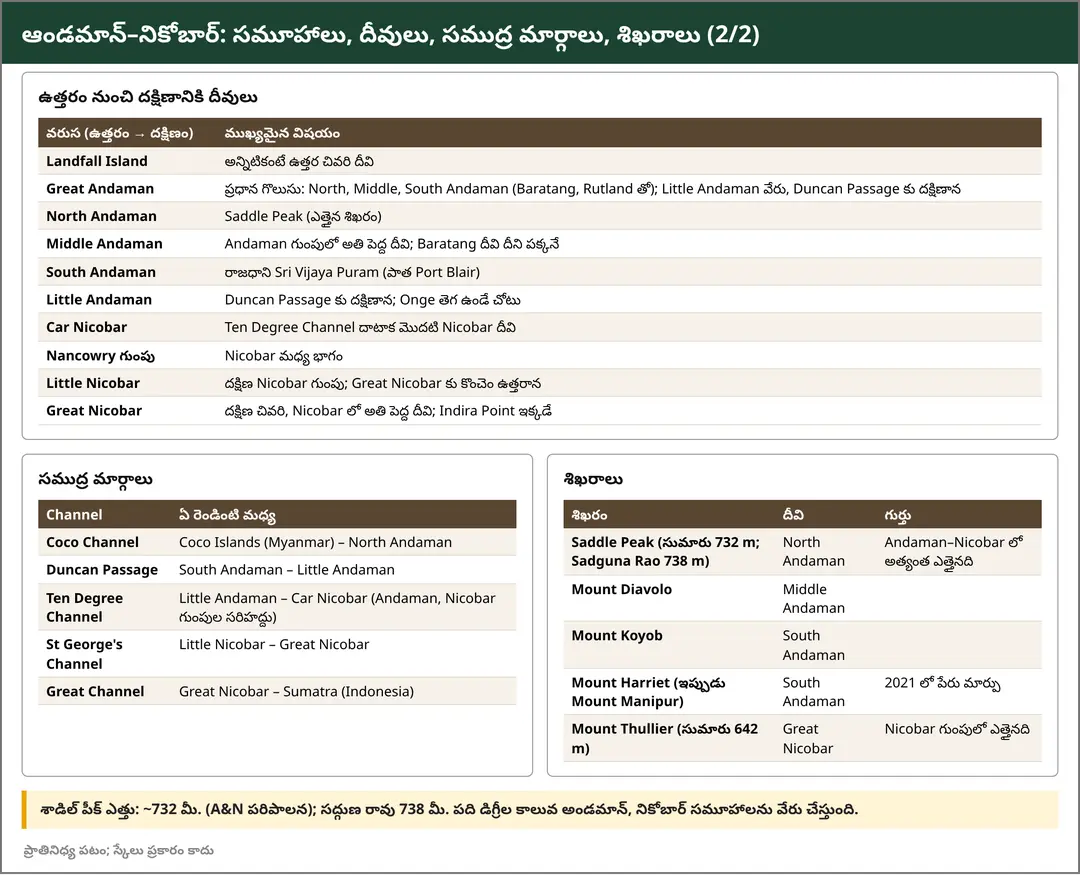 ఆండమాన్–నికోబార్: సమూహాలు, దీవులు, సముద్ర మార్గాలు, శిఖరాలు (2/2)
ఉత్తరం నుంచి దక్షిణానికి దీవులు
వరుస (ఉత్తరం → దక్షిణం) ముఖ్యమైన విషయం
Landfall Island అన్నిటికంటే ఉత్తర చివరి దీవి
Great Andaman ప్రధాన గొలుసు: North, Middle, South Andaman (Baratang, Rutland తో); Little Andaman వేరు, Duncan Passage కు దక్షిణాన
North Andaman Saddle Peak (ఎత్తైన శిఖరం)
Middle Andaman Andaman గుంపులో అతి పెద్ద దీవి; Baratang దీవి దీని పక్కనే
South Andaman రాజధాని Sri Vijaya Puram (పాత Port Blair)
Little Andaman Duncan Passage కు దక్షిణాన; Onge తెగ ఉండే చోటు
Car Nicobar Ten Degree Channel దాటాక మొదటి Nicobar దీవి
Nancowry గుంపు Nicobar మధ్య భాగం
Little Nicobar దక్షిణ Nicobar గుంపు; Great Nicobar కు కొంచెం ఉత్తరాన
Great Nicobar దక్షిణ చివరి, Nicobar లో అతి పెద్ద దీవి; Indira Point ఇక్కడే
సముద్ర మార్గాలు
Channel ఏ రెండింటి మధ్య
Coco Channel Coco Islands (Myanmar) – North Andaman
Duncan Passage South Andaman – Little Andaman
Ten Degree Little Andaman – Car Nicobar (Andaman, Nicobar
Channel గుంపుల సరిహద్దు)
St George's Little Nicobar – Great Nicobar
Channel
Great Channel Great Nicobar – Sumatra (Indonesia)
శిఖరాలు
శిఖరం దీవి గుర్తు
Saddle Peak (సుమారు 732 m; North Andaman–Nicobar లో
Sadguna Rao 738 m) Andaman అత్యంత ఎత్తైనది
Mount Diavolo Middle
Andaman
Mount Koyob South
Andaman
Mount Harriet (ఇప్పుడు South 2021 లో పేరు మార్పు
Mount Manipur) Andaman
Mount Thullier (సుమారు 642 Great Nicobar గుంపులో ఎత్తైనది
m) Nicobar
శాడిల్ పీక్ ఎత్తు: ~732 మీ. (A&N పరిపాలన); సద్గుణ రావు 738 మీ. పది డిగ్రీల కాలువ అండమాన్, నికోబార్ సమూహాలను వేరు చేస్తుంది.
ప్రాతినిధ్య పటం; స్కేలు ప్రకారం కాదు